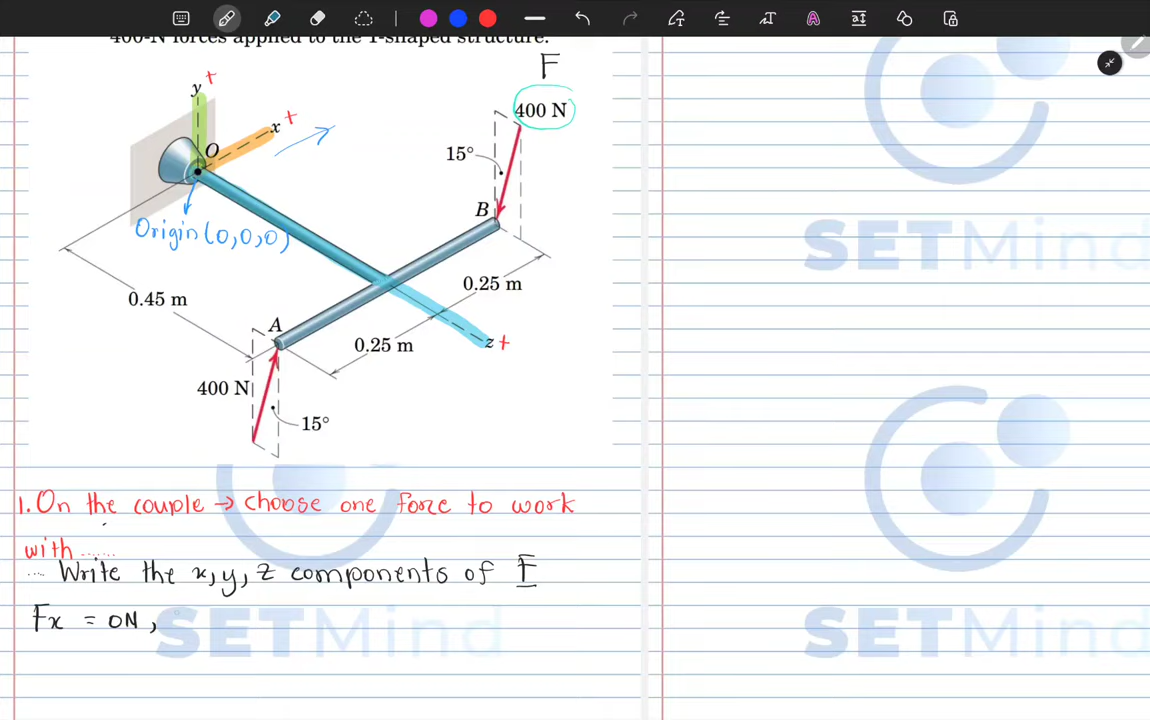 400-N forces applied to the T-shaped structure.
F
y +
x +
400 N
O
15°
B
Origin (0,0,0)
0.25 m
0.45 m
A
z +
0.25 m
400 N
15°
1. On the couple → choose one force to work
with ......
... Write the x, y, z components of F
Fx = 0N ,
SETMind
SETMind
SETMind